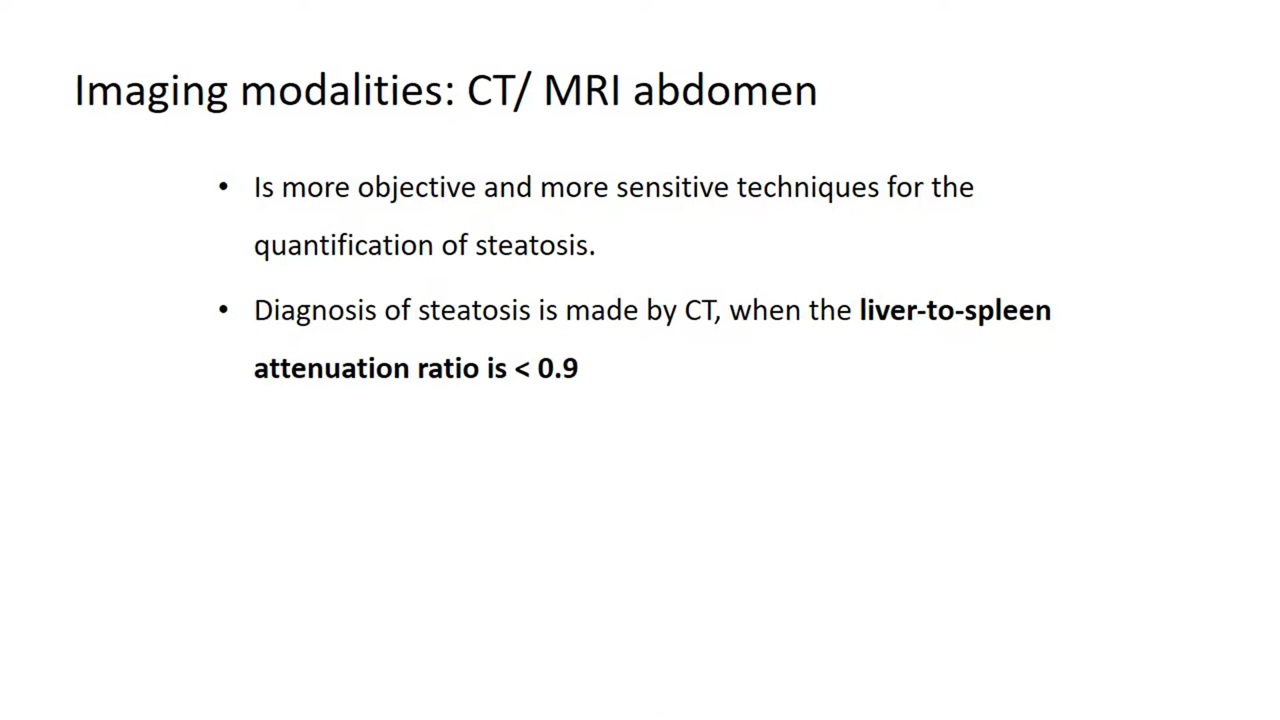 Imaging modalities: CT/ MRI abdomen
• Is more objective and more sensitive techniques for the
quantification of steatosis.
• Diagnosis of steatosis is made by CT, when the liver-to-spleen
attenuation ratio is < 0.9